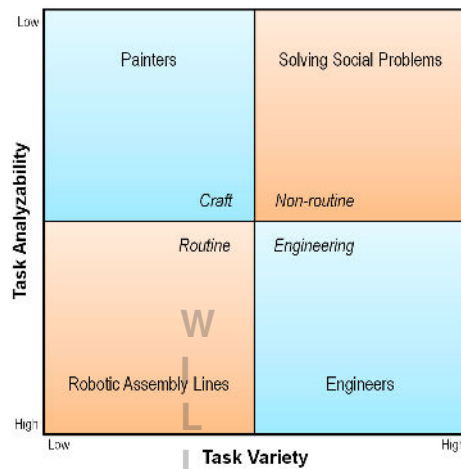 Low
Painters
Solving Social Problems
Craft
Non-routine
Task Analyzability
Routine
Engineering
W
I
L
I
Robotic Assembly Lines
Engineers
High
Low
High
Task Variety